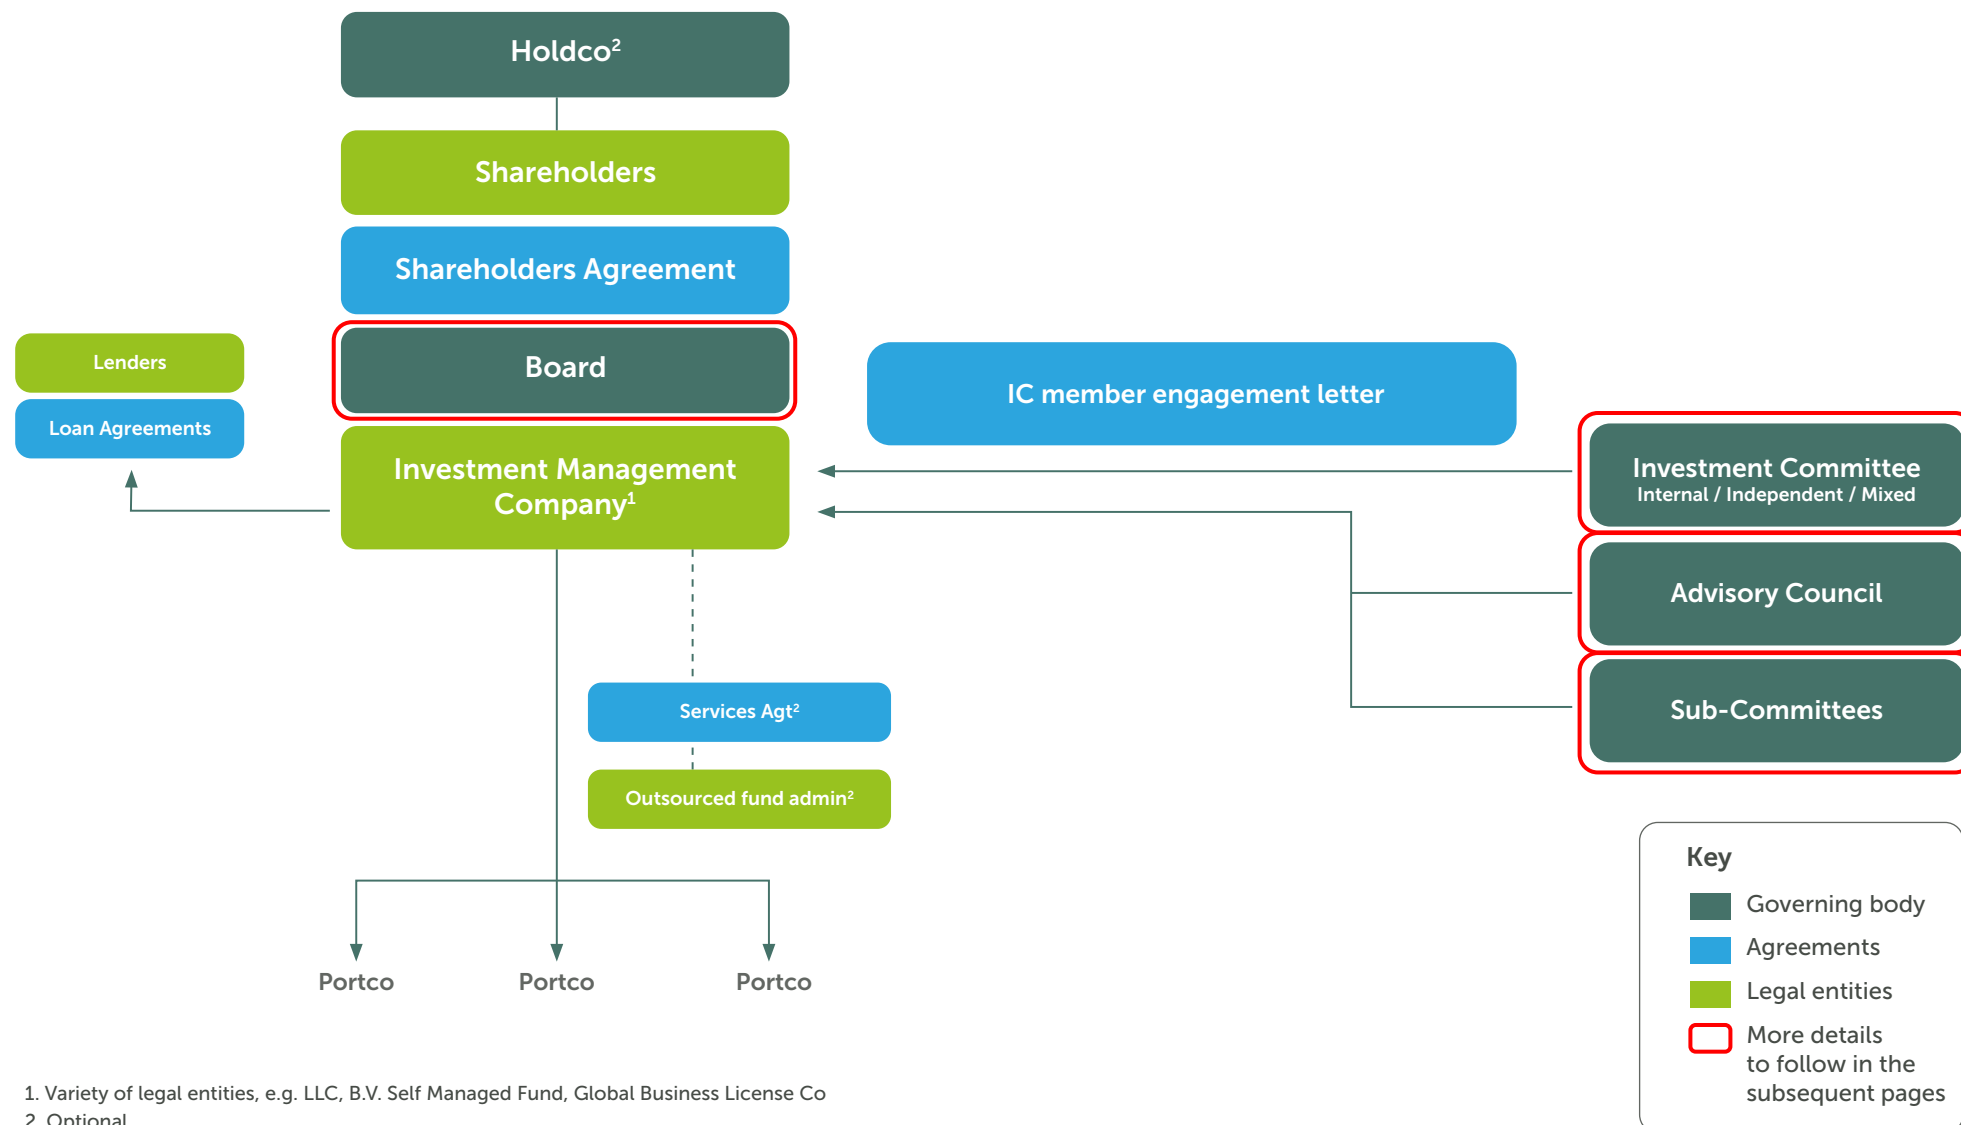 Holdco²
Shareholders
Shareholders Agreement
Board
Lenders
Loan Agreements
Investment Management
Company¹
IC member engagement letter
Investment Committee
Internal / Independent / Mixed
Advisory Council
Sub-Committees
Services Agt²
Outsourced fund admin²
Portco
Portco
Portco
Key
Governing body
Agreements
Legal entities
More details
to follow in the
subsequent pages
1. Variety of legal entities, e.g. LLC, B.V. Self Managed Fund, Global Business License Co
2. Optional